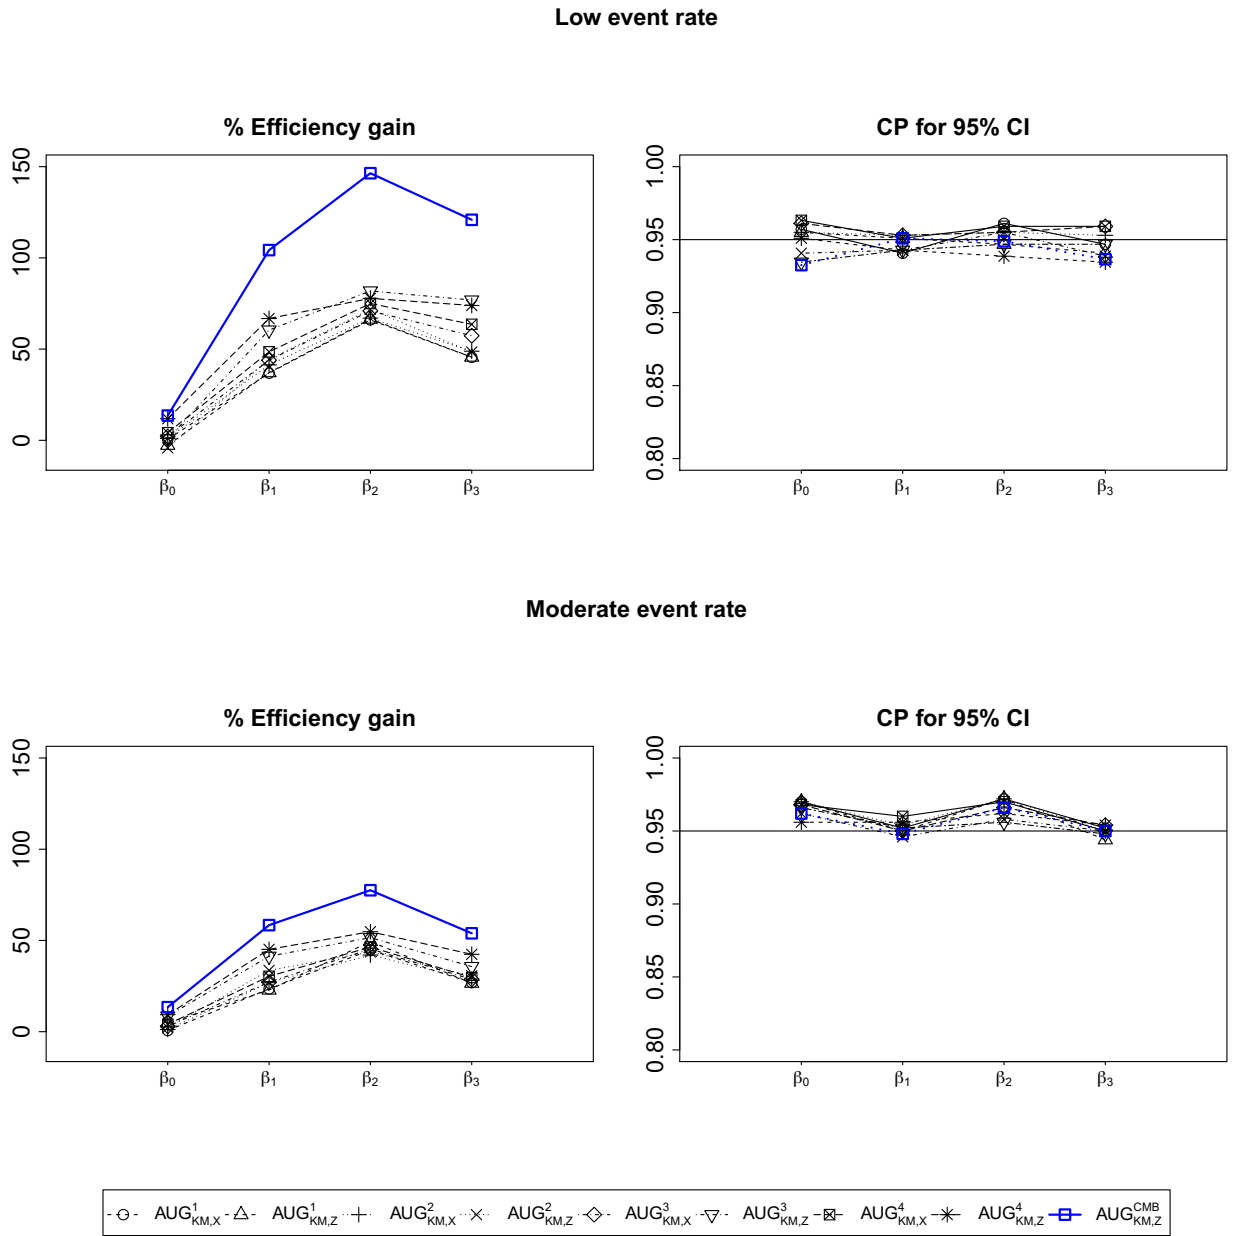 Low event rate
% Efficiency gain
150
100
50
0
β0 β1 β2 β3
CP for 95% CI
1.00
0.95
0.90
0.85
0.80
β0 β1 β2 β3
Moderate event rate
% Efficiency gain
150
100
50
0
β0 β1 β2 β3
CP for 95% CI
1.00
0.95
0.90
0.85
0.80
β0 β1 β2 β3
AUG¹KM,X AUG¹KM,Z AUG²KM,X AUG²KM,Z AUG³KM,X AUG³KM,Z AUG⁴KM,X AUG⁴KM,Z AUG^CMB KM,Z